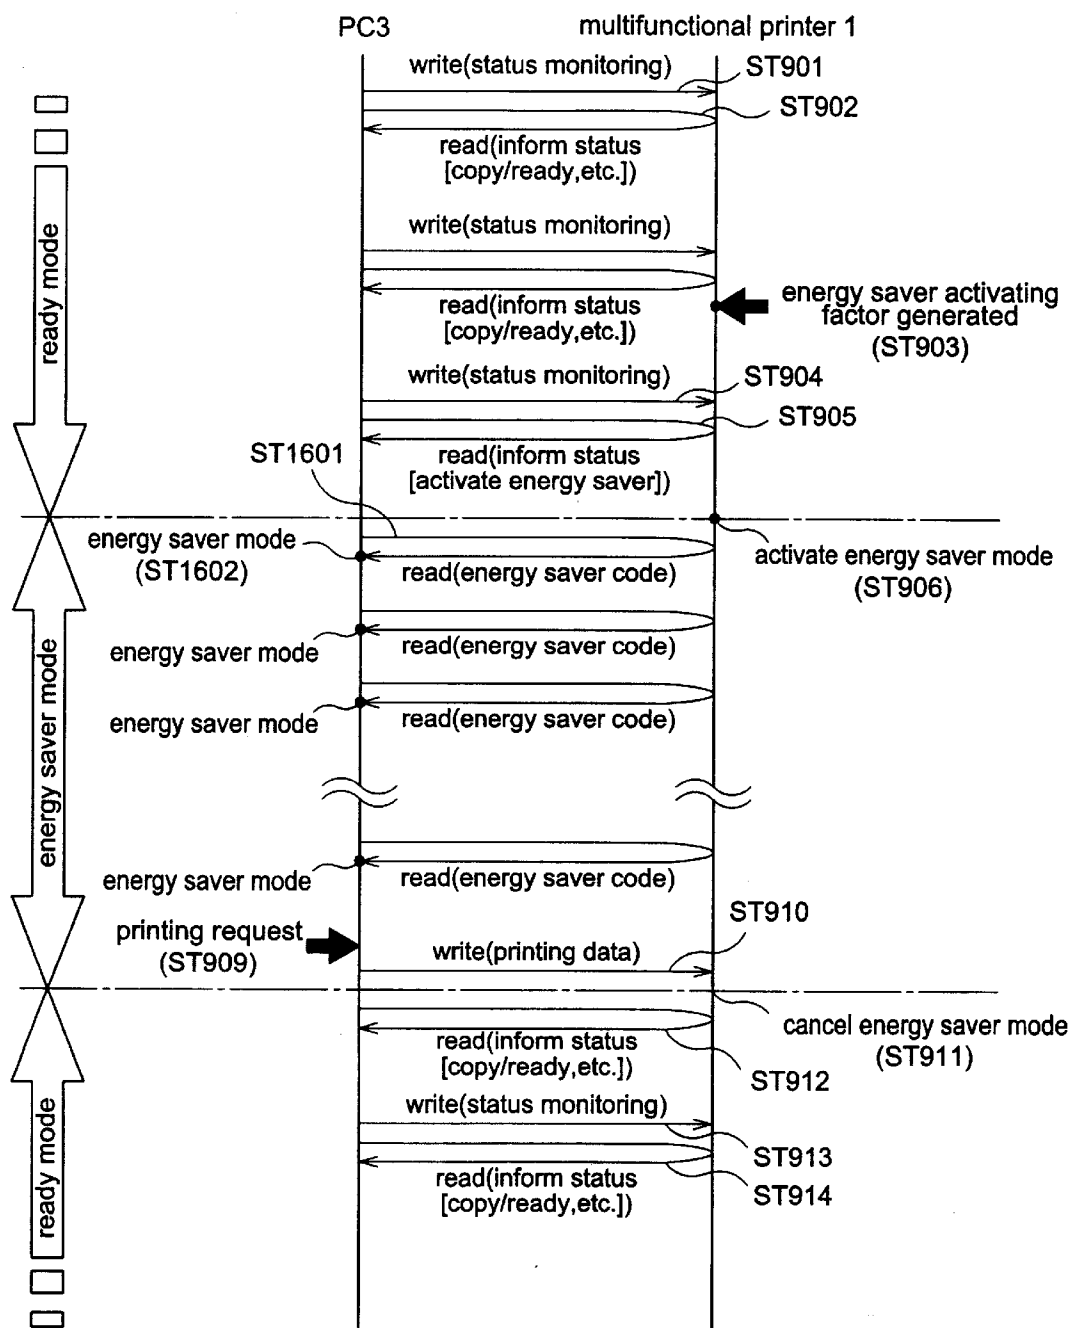 PC3
multifunctional printer 1
write(status monitoring)
ST901
ST902
read(inform status
[copy/ready,etc.])
ready mode
write(status monitoring)
read(inform status
[copy/ready,etc.])
energy saver activating
factor generated
(ST903)
write(status monitoring)
ST904
ST905
read(inform status
[activate energy saver])
ST1601
energy saver mode
(ST1602)
read(energy saver code)
activate energy saver mode
(ST906)
energy saver mode
energy saver mode
read(energy saver code)
energy saver mode
read(energy saver code)
energy saver mode
read(energy saver code)
printing request
(ST909)
write(printing data)
ST910
cancel energy saver mode
(ST911)
read(inform status
[copy/ready,etc.])
ST912
ready mode
write(status monitoring)
ST913
read(inform status
[copy/ready,etc.])
ST914